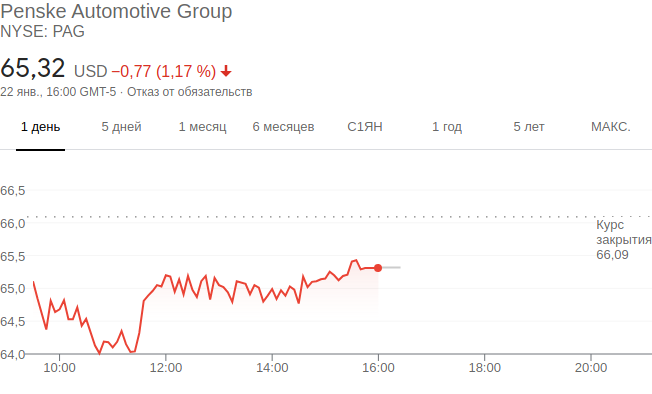 Penske Automotive Group
NYSE: PAG
65,32 USD −0,77 (1,17 %)
22 янв., 16:00 GMT-5 · Отказ от обязательств
1 день 5 дней 1 месяц 6 месяцев С1ЯН 1 год 5 лет МАКС.
66,5
66,0
Курс
закрытия
65,5
66,09
65,0
64,5
64,0
10:00 12:00 14:00 16:00 18:00 20:00